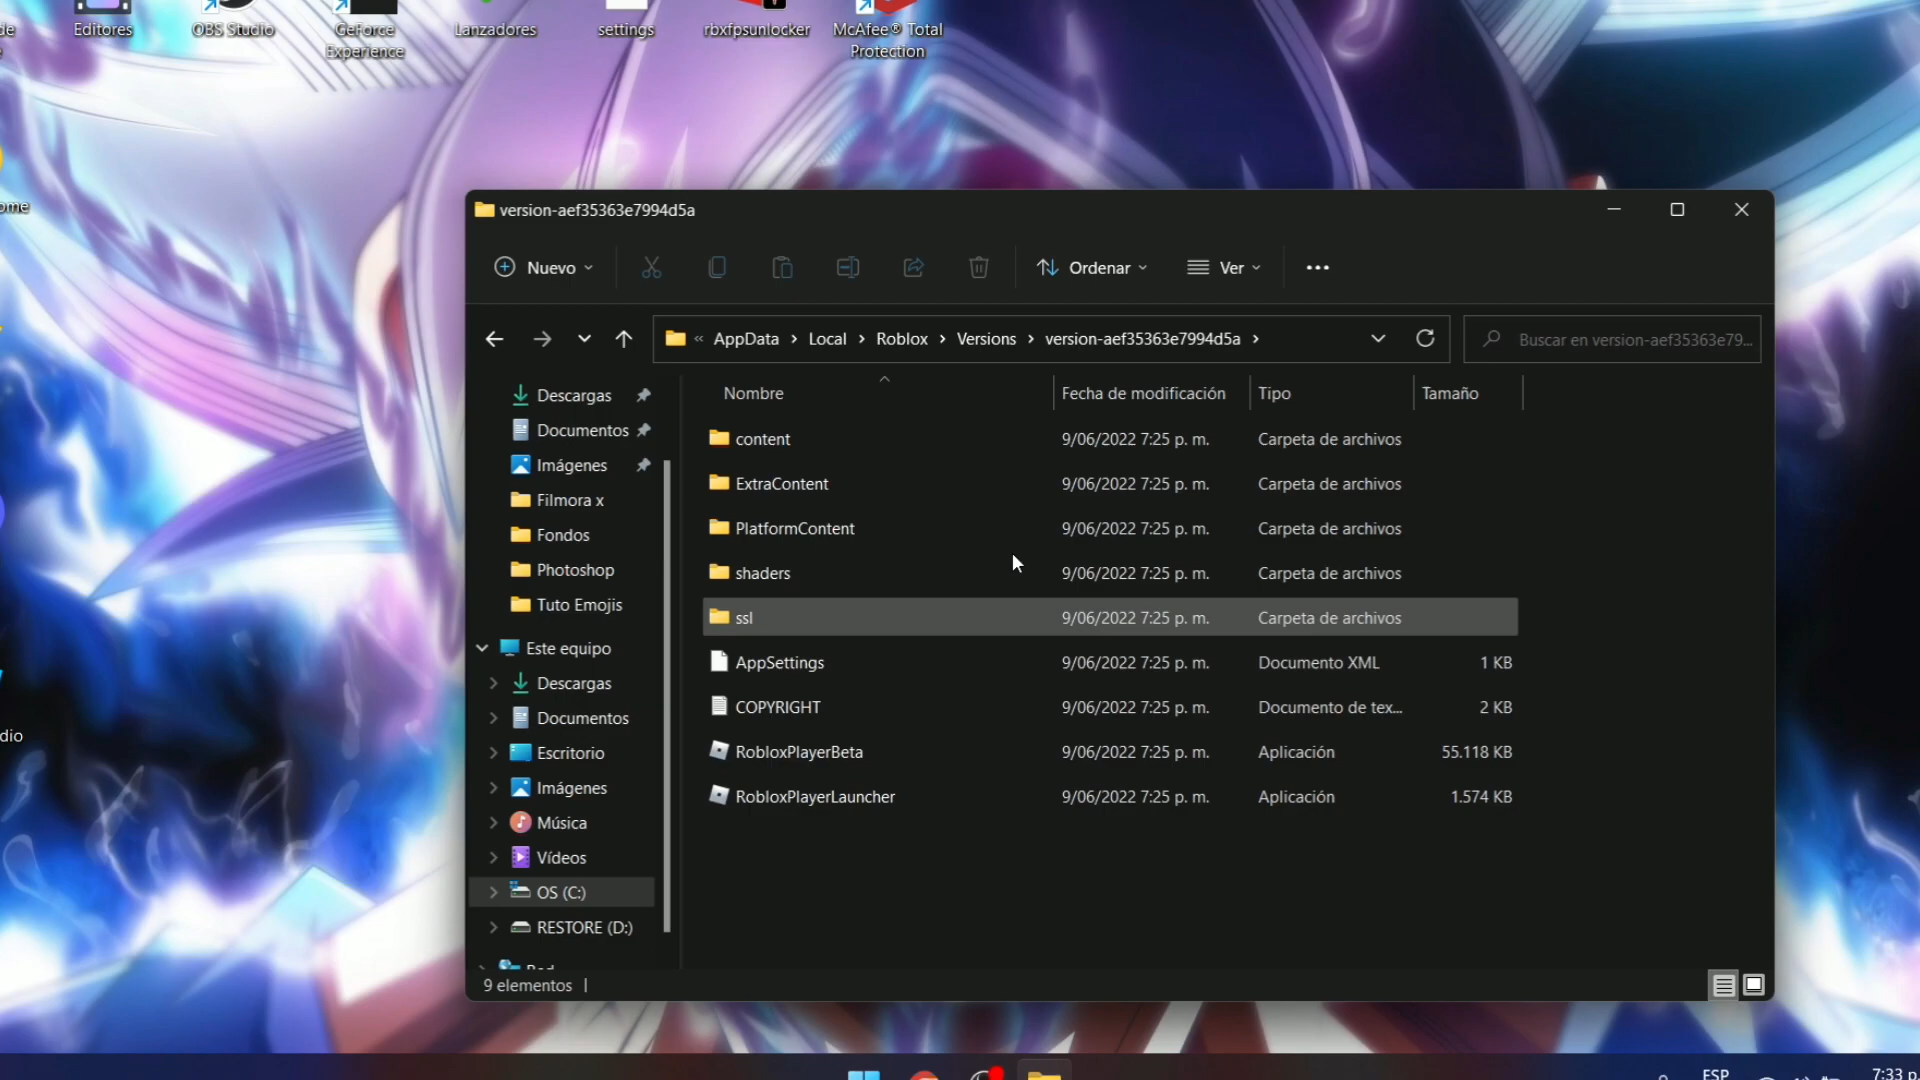 de
Editores
OBS Studio
GeForce
Experience
Lanzadores
settings
rbxfpsunlocker
McAfee® Total
Protection
ome
dio
version-aef35363e7994d5a
Nuevo
Ordenar
Ver
« AppData > Local > Roblox > Versions > version-aef35363e7994d5a >
Buscar en version-aef35363e79...
Descargas
Documentos
Imágenes
Filmora x
Fondos
Photoshop
Tuto Emojis
Este equipo
Descargas
Documentos
Escritorio
Imágenes
Música
Vídeos
OS (C:)
RESTORE (D:)
Nombre Fecha de modificación Tipo Tamaño
content 9/06/2022 7:25 p. m. Carpeta de archivos
ExtraContent 9/06/2022 7:25 p. m. Carpeta de archivos
PlatformContent 9/06/2022 7:25 p. m. Carpeta de archivos
shaders 9/06/2022 7:25 p. m. Carpeta de archivos
ssl 9/06/2022 7:25 p. m. Carpeta de archivos
AppSettings 9/06/2022 7:25 p. m. Documento XML 1 KB
COPYRIGHT 9/06/2022 7:25 p. m. Documento de tex... 2 KB
RobloxPlayerBeta 9/06/2022 7:25 p. m. Aplicación 55.118 KB
RobloxPlayerLauncher 9/06/2022 7:25 p. m. Aplicación 1.574 KB
9 elementos
ESP
7:33 p